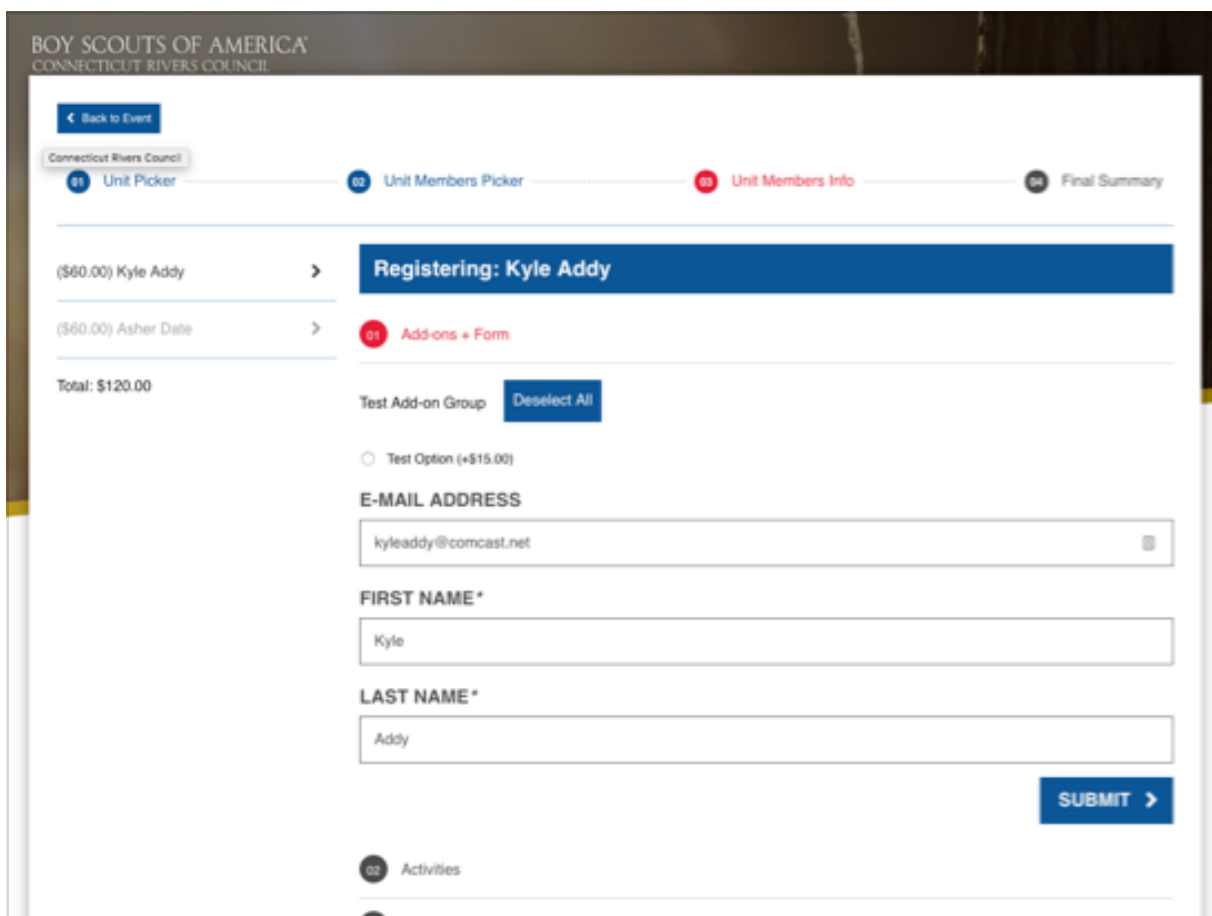 BOY SCOUTS OF AMERICA®
CONNECTICUT RIVERS COUNCIL
Back to Event
Connecticut Rivers Council
01 Unit Picker 02 Unit Members Picker 03 Unit Members Info 04 Final Summary
($60.00) Kyle Addy
($60.00) Asher Date
Total: $120.00
Registering: Kyle Addy
01 Add-ons + Form
Test Add-on Group Deselect All
Test Option (+$15.00)
E-MAIL ADDRESS
kyleaddy@comcast.net
FIRST NAME*
Kyle
LAST NAME*
Addy
SUBMIT
02 Activities